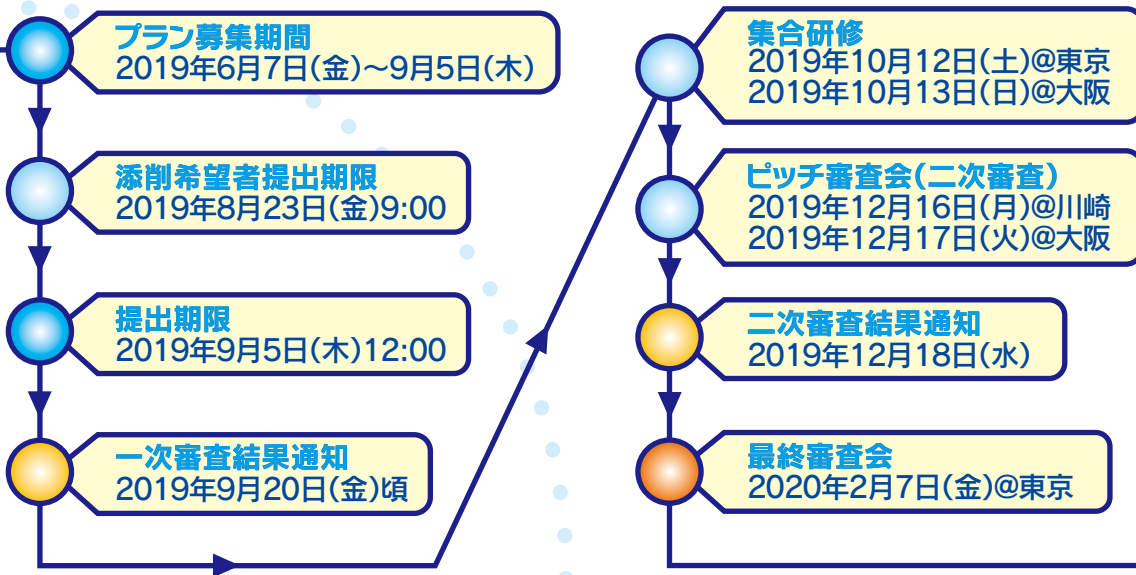 プラン募集期間
2019年6月7日(金)～9月5日(木)
添削希望者提出期限
2019年8月23日(金)9:00
提出期限
2019年9月5日(木)12:00
一次審査結果通知
2019年9月20日(金)頃
集合研修
2019年10月12日(土)@東京
2019年10月13日(日)@大阪
ピッチ審査会(二次審査)
2019年12月16日(月)@川崎
2019年12月17日(火)@大阪
二次審査結果通知
2019年12月18日(水)
最終審査会
2020年2月7日(金)@東京